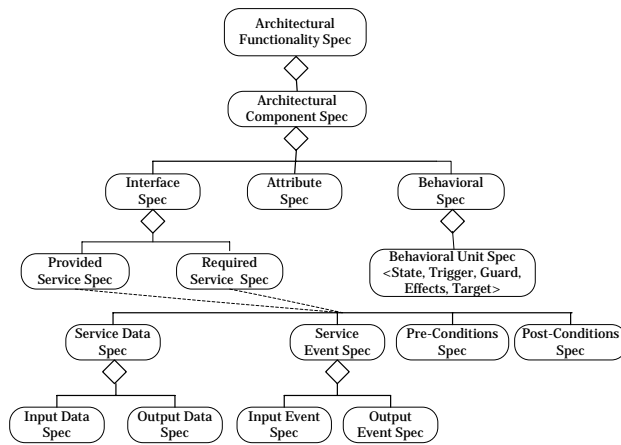 Architectural
Functionality Spec
Architectural
Component Spec
Interface
Spec
Attribute
Spec
Behavioral
Spec
Provided
Service Spec
Required
Service Spec
Behavioral Unit Spec
<State, Trigger, Guard,
Effects, Target>
Service Data
Spec
Service
Event Spec
Pre-Conditions
Spec
Post-Conditions
Spec
Input Data
Spec
Output Data
Spec
Input Event
Spec
Output
Event Spec